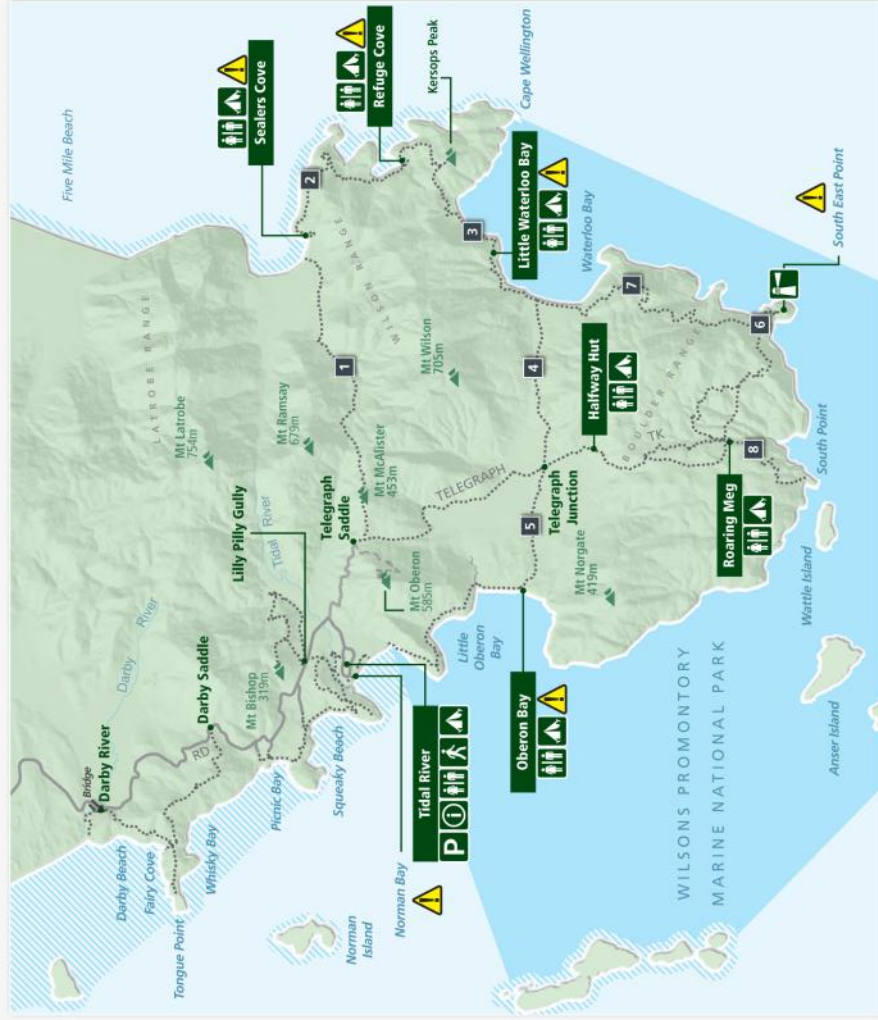 Tongue Point
Darby Beach
Fairy Cove
Bridge
Darby River
Darby
River
Whisky Bay
RD
Darby Saddle
Five Mile Beach
LATROBE RANGE
Mt Latrobe
754m
Mt Bishop
319m
Picnic Bay
Lilly Pilly Gully
Tidal River
Mt Ramsay
679m
Sealers Cove
2
Norman
Island
Squeaky Beach
Telegraph
Saddle
1
Norman Bay
Tidal River
P
i
Mt McAlister
453m
WILSON RANGE
Refuge Cove
Mt Oberon
585m
Mt Wilson
705m
Kersops Peak
TELEGRAPH
Little
Oberon
Bay
3
Oberon Bay
5
4
Little Waterloo Bay
Cape Wellington
Telegraph
Junction
Waterloo Bay
Mt Norgate
419m
Halfway Hut
7
BOULDER RANGE
TK
WILSONS PROMONTORY
MARINE NATIONAL PARK
Roaring Meg
8
6
Wattle Island
South Point
Anser Island
South East Point